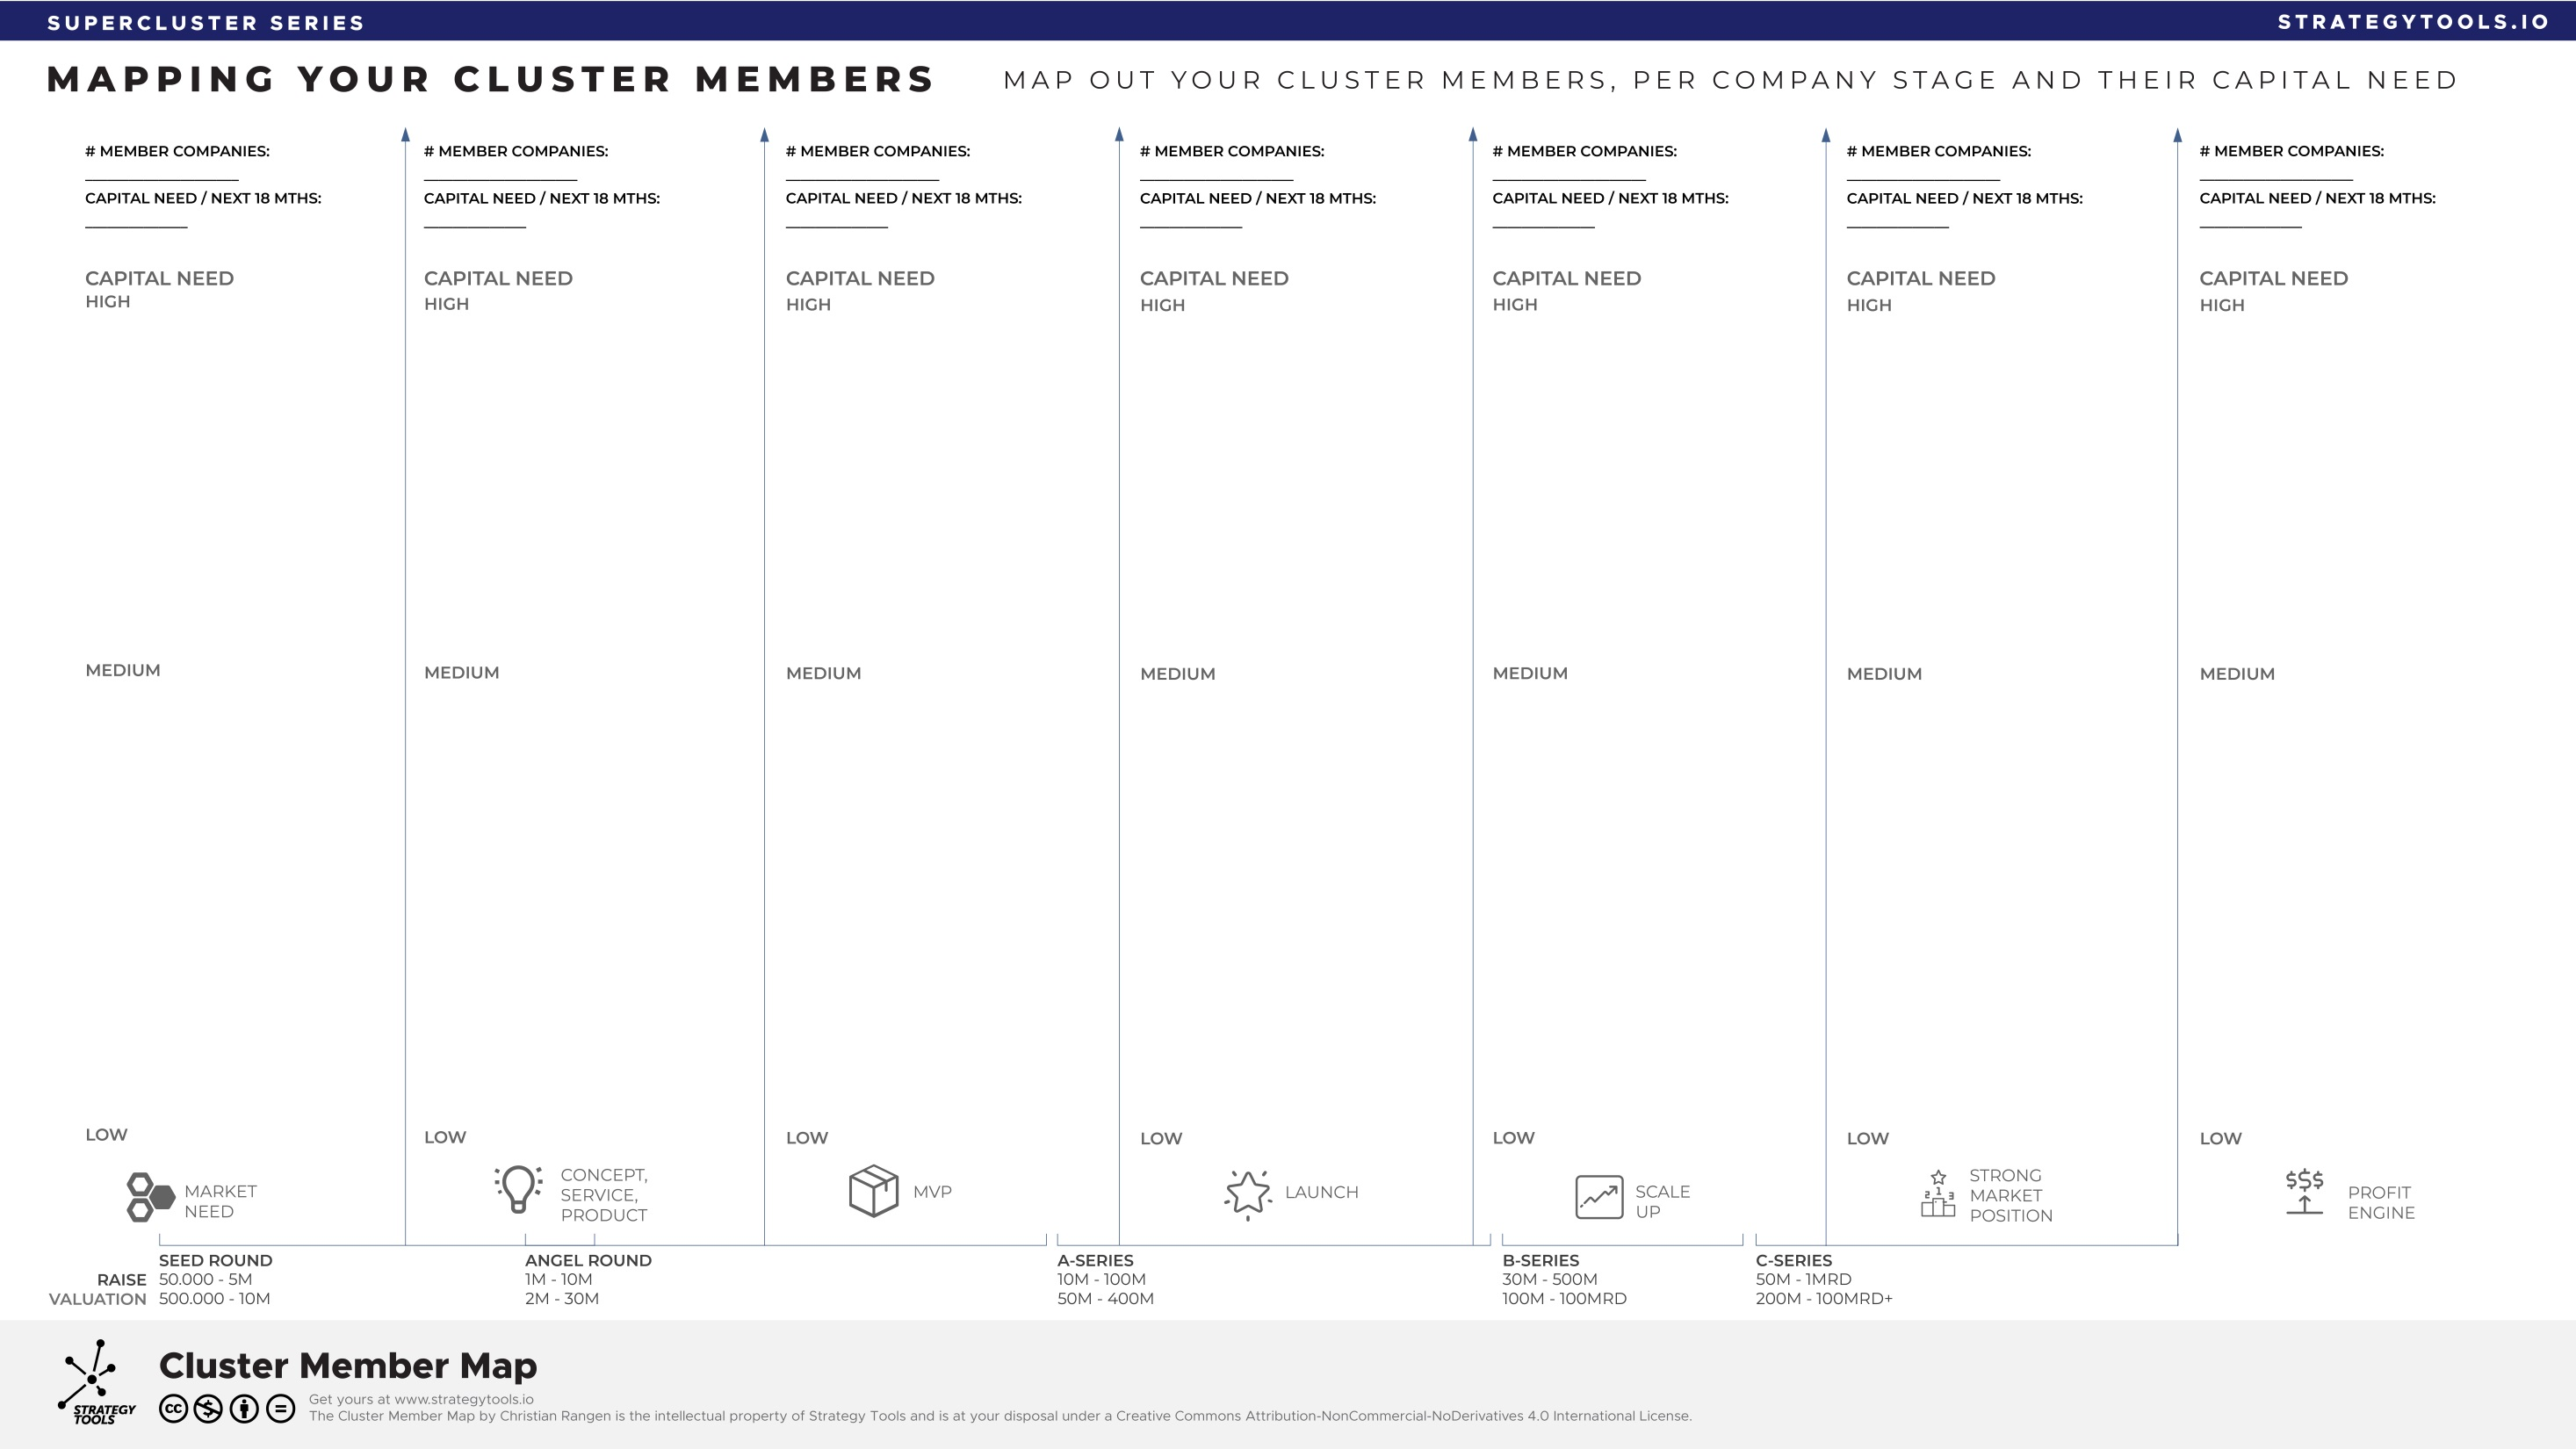 SUPERCLUSTER SERIES
STRATEGYTOOLS.IO
MAPPING YOUR CLUSTER MEMBERS
MAP OUT YOUR CLUSTER MEMBERS, PER COMPANY STAGE AND THEIR CAPITAL NEED
# MEMBER COMPANIES:
CAPITAL NEED / NEXT 18 MTHS:
CAPITAL NEED
HIGH
MEDIUM
LOW
MARKET
NEED
# MEMBER COMPANIES:
CAPITAL NEED / NEXT 18 MTHS:
CAPITAL NEED
HIGH
MEDIUM
LOW
CONCEPT,
SERVICE,
PRODUCT
# MEMBER COMPANIES:
CAPITAL NEED / NEXT 18 MTHS:
CAPITAL NEED
HIGH
MEDIUM
LOW
MVP
# MEMBER COMPANIES:
CAPITAL NEED / NEXT 18 MTHS:
CAPITAL NEED
HIGH
MEDIUM
LOW
LAUNCH
# MEMBER COMPANIES:
CAPITAL NEED / NEXT 18 MTHS:
CAPITAL NEED
HIGH
MEDIUM
LOW
SCALE
UP
# MEMBER COMPANIES:
CAPITAL NEED / NEXT 18 MTHS:
CAPITAL NEED
HIGH
MEDIUM
LOW
2 1 3
STRONG
MARKET
POSITION
# MEMBER COMPANIES:
CAPITAL NEED / NEXT 18 MTHS:
CAPITAL NEED
HIGH
MEDIUM
LOW
$$$
PROFIT
ENGINE
RAISE
VALUATION
SEED ROUND
50.000 - 5M
500.000 - 10M
ANGEL ROUND
1M - 10M
2M - 30M
A-SERIES
10M - 100M
50M - 400M
B-SERIES
30M - 500M
100M - 100MRD
C-SERIES
50M - 1MRD
200M - 100MRD+
STRATEGY
TOOLS
Cluster Member Map
cc $ =
Get yours at www.strategytools.io
The Cluster Member Map by Christian Rangen is the intellectual property of Strategy Tools and is at your disposal under a Creative Commons Attribution-NonCommercial-NoDerivatives 4.0 International License.